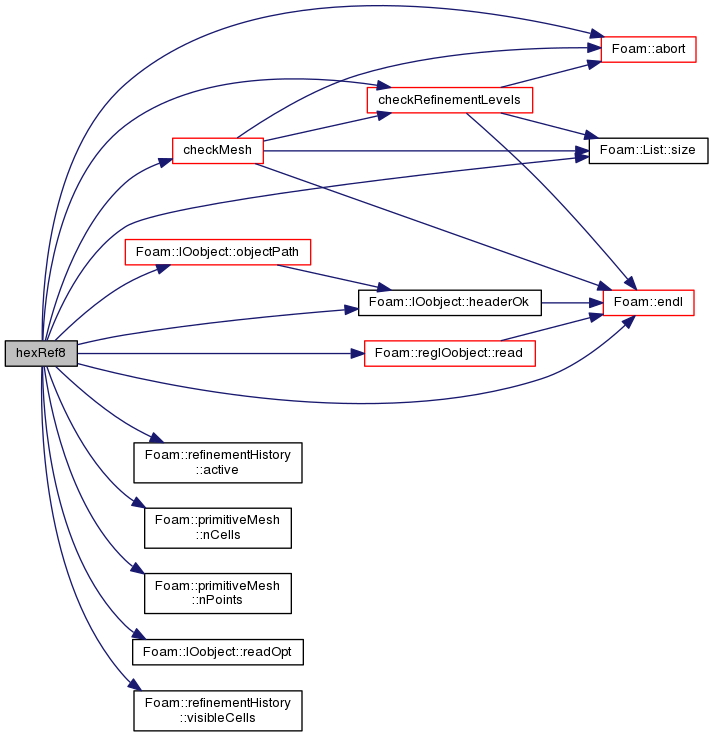 Foam::abort
checkRefinementLevels
checkMesh
Foam::List::size
Foam::IOobject::objectPath
Foam::IOobject::headerOk
Foam::endl
hexRef8
Foam::regIOobject::read
Foam::refinementHistory
::active
Foam::primitiveMesh
::nCells
Foam::primitiveMesh
::nPoints
Foam::IOobject::readOpt
Foam::refinementHistory
::visibleCells